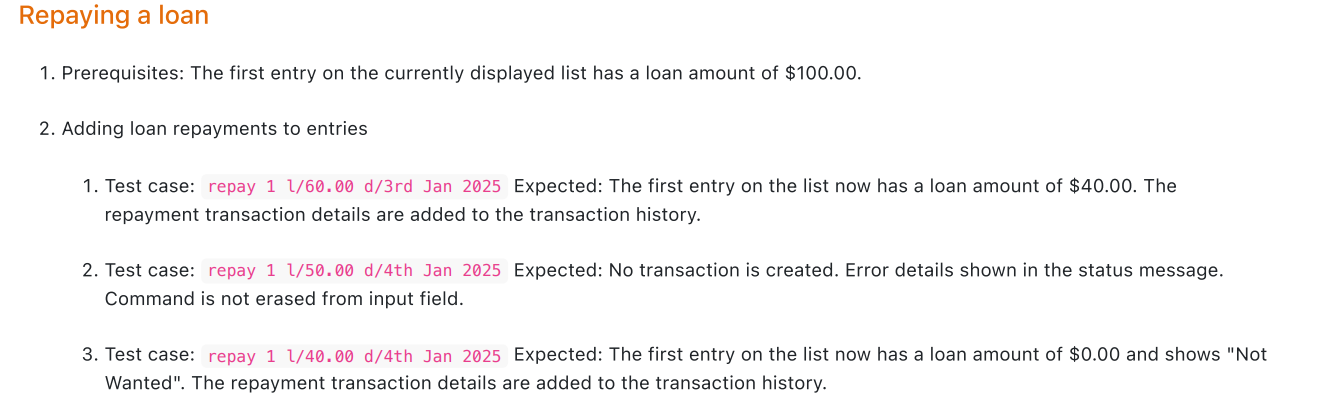 Repaying a loan
1. Prerequisites: The first entry on the currently displayed list has a loan amount of $100.00.
2. Adding loan repayments to entries
1. Test case: repay 1 l/60.00 d/3rd Jan 2025 Expected: The first entry on the list now has a loan amount of $40.00. The
repayment transaction details are added to the transaction history.
2. Test case: repay 1 l/50.00 d/4th Jan 2025 Expected: No transaction is created. Error details shown in the status message.
Command is not erased from input field.
3. Test case: repay 1 l/40.00 d/4th Jan 2025 Expected: The first entry on the list now has a loan amount of $0.00 and shows "Not
Wanted". The repayment transaction details are added to the transaction history.